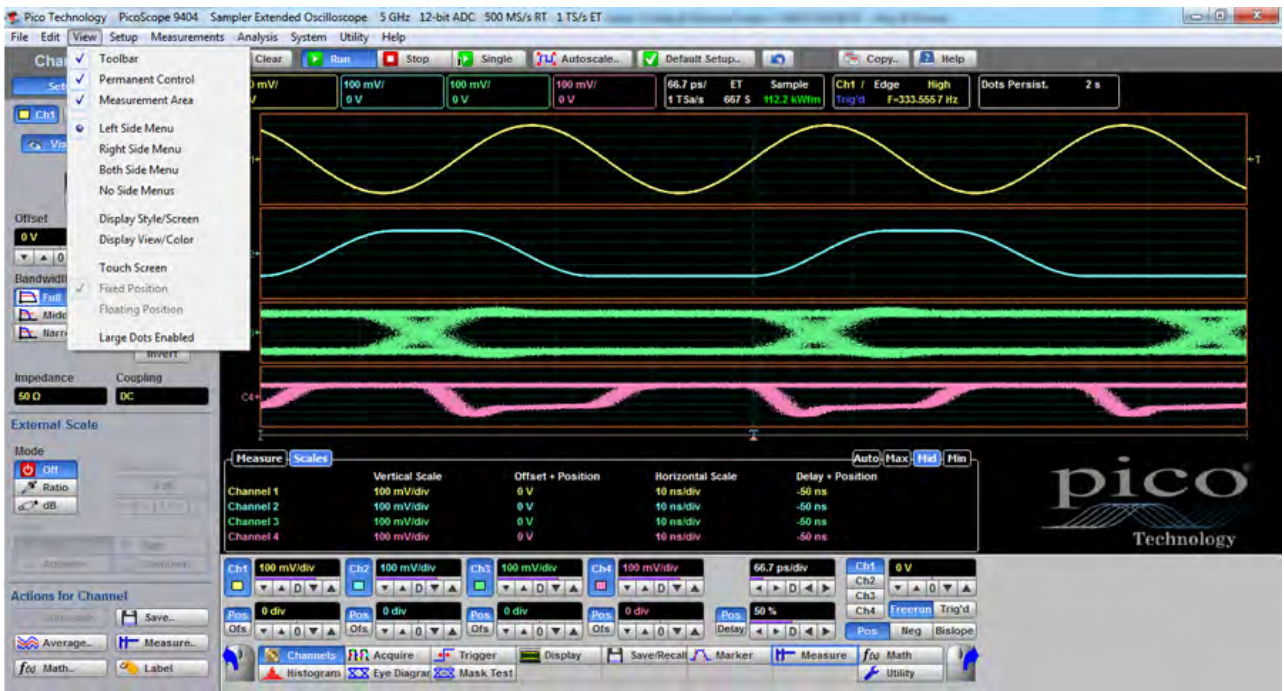 Pico Technology PicoScope 9404 Sampler Extended Oscilloscope 5 GHz 12-bit ADC 500 MS/s RT 1 TS/s ET
File Edit View Setup Measurements Analysis System Utility Help
Clear Run Stop Single Autoscale.. Default Setup.. Copy.. Help
Toolbar
Permanent Control
Measurement Area
Left Side Menu
Right Side Menu
Both Side Menu
No Side Menus
Display Style/Screen
Display View/Color
Touch Screen
Fixed Position
Floating Position
Large Dots Enabled
100 mV/ 100 mV/ 100 mV/ 66.7 ps/ ET Sample Ch1 / Edge High Dots Persist. 2 s
0 V 0 V 0 V 1 TSa/s 667 S 112.2 kWfm Trig'd F=333.555 7 Hz
Ch1
Offset
0 V
Bandwidth
Full
Invert
Impedance Coupling
50 Ω DC
External Scale
Mode
Off
Ratio
dB
Actions for Channel
Save..
Average.. Measure..
fω Math.. Label
T
C4
Measure Scales Auto Max Mid Min
Vertical Scale Offset + Position Horizontal Scale Delay + Position
Channel 1 100 mV/div 0 V 10 ns/div -50 ns
Channel 2 100 mV/div 0 V 10 ns/div -50 ns
Channel 3 100 mV/div 0 V 10 ns/div -50 ns
Channel 4 100 mV/div 0 V 10 ns/div -50 ns
pico
Technology
Ch1 100 mV/div Ch2 100 mV/div Ch3 100 mV/div Ch4 100 mV/div 66.7 ps/div Ch1 0 V
D D D D D Ch2 0
Ch3
Pos 0 div Pos 0 div Pos 0 div Pos 0 div Pos 50 % Ch4 Freerun Trig'd
Ofs 0 Ofs 0 Ofs 0 Ofs 0 Delay D Pos Neg Bislope
Channels Acquire Trigger Display Save/Recall Marker Measure fω Math
Histogram Eye Diagram Mask Test Utility